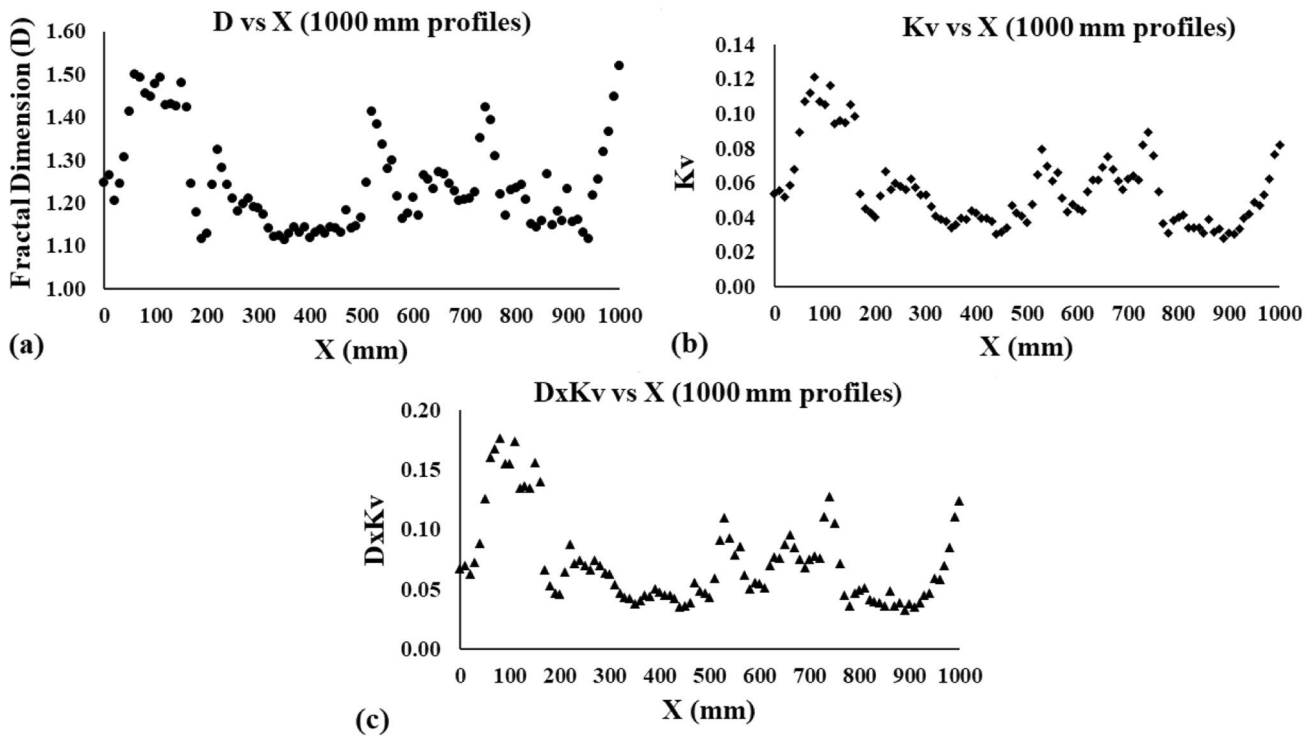 D vs X (1000 mm profiles)
Fractal Dimension (D)
1.60
1.50
1.40
1.30
1.20
1.10
1.00
0 100 200 300 400 500 600 700 800 900 1000
X (mm)
(a)
Kv vs X (1000 mm profiles)
Kv
0.14
0.12
0.10
0.08
0.06
0.04
0.02
0.00
0 100 200 300 400 500 600 700 800 900 1000
X (mm)
(b)
DxKv vs X (1000 mm profiles)
DxKv
0.20
0.15
0.10
0.05
0.00
0 100 200 300 400 500 600 700 800 900 1000
X (mm)
(c)